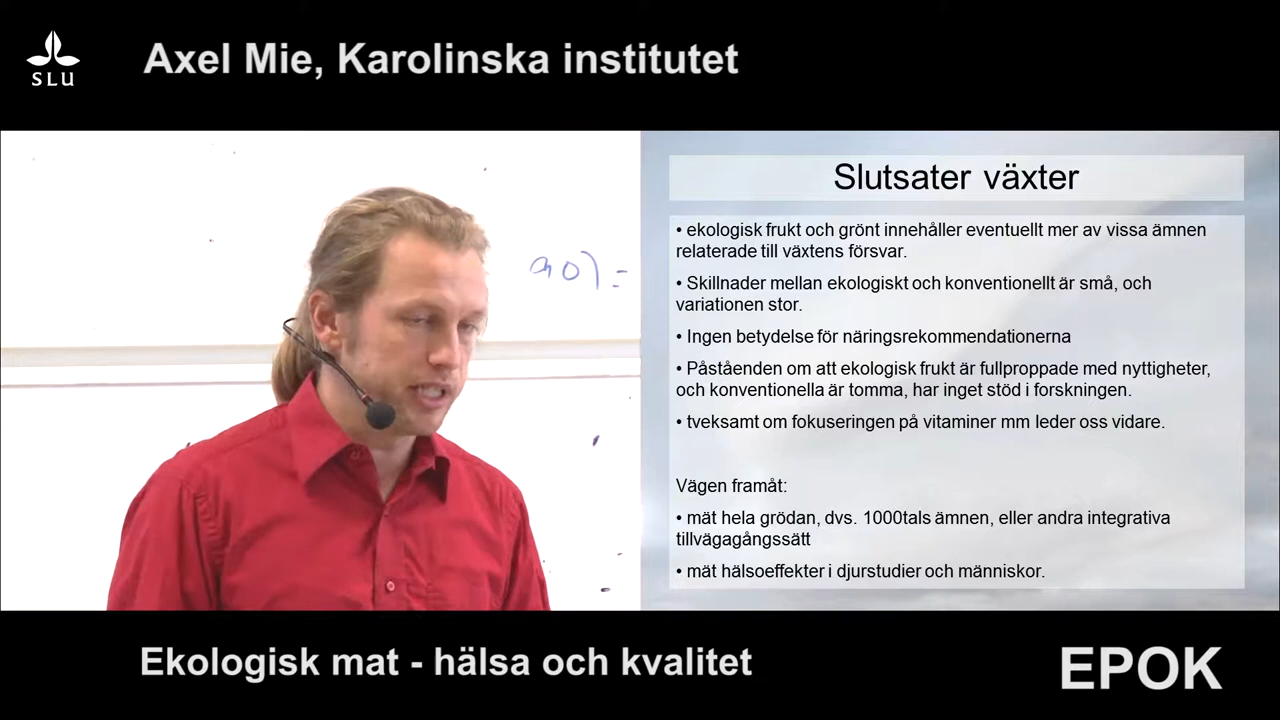 SLU
Axel Mie, Karolinska institutet
Slutsater växter
• ekologisk frukt och grönt innehåller eventuellt mer av vissa ämnen
relaterade till växtens försvar.
• Skillnader mellan ekologiskt och konventionellt är små, och
variationen stor.
• Ingen betydelse för näringsrekommendationerna
• Påståenden om att ekologisk frukt är fullproppade med nyttigheter,
och konventionella är tomma, har inget stöd i forskningen.
• tveksamt om fokuseringen på vitaminer mm leder oss vidare.
Vägen framåt:
• mät hela grödan, dvs. 1000tals ämnen, eller andra integrativa
tillvägagångssätt
• mät hälsoeffekter i djurstudier och människor.
Ekologisk mat - hälsa och kvalitet
EPOK